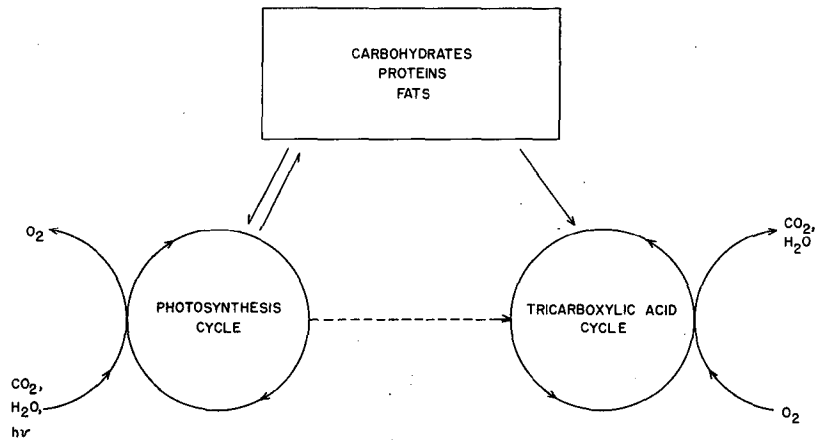 CARBOHYDRATES
PROTEINS
FATS
O₂
CO₂,
H₂O
PHOTOSYNTHESIS
CYCLE
TRICARBOXYLIC ACID
CYCLE
CO₂,
H₂O,
hν
O₂